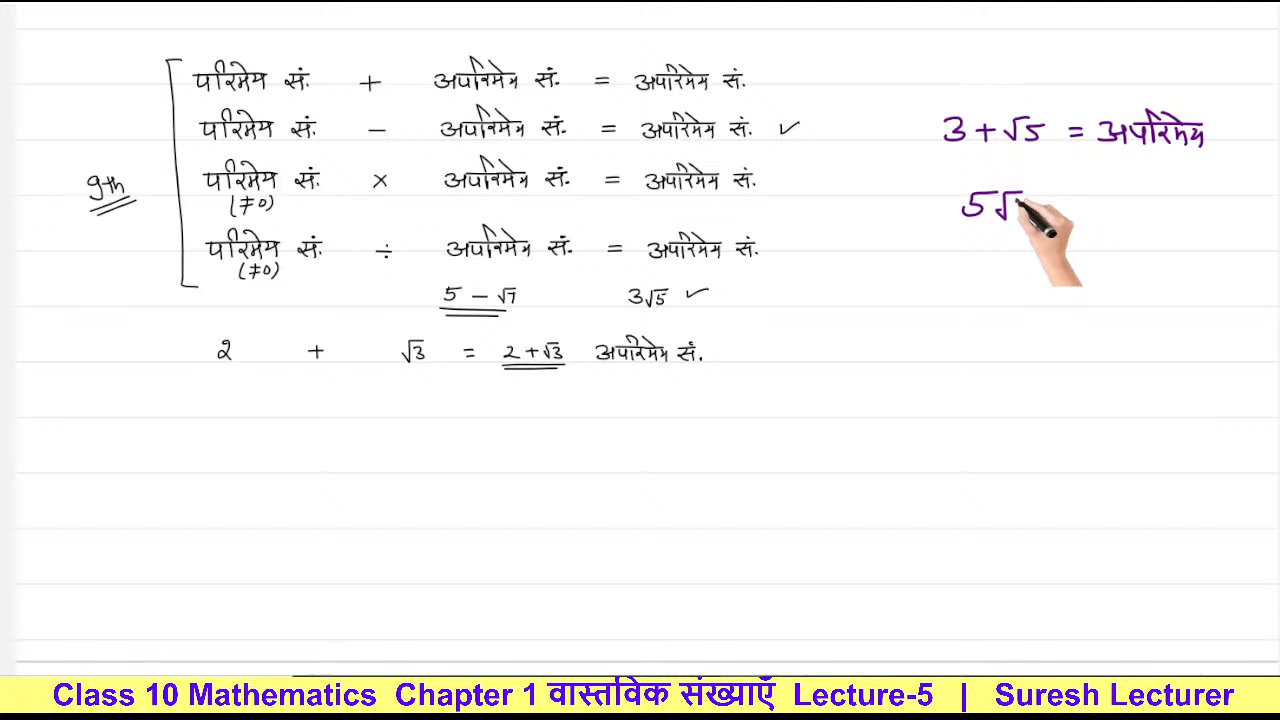 परिमेय सं. + अपरिमेय सं. = अपरिमेय सं.
परिमेय सं. - अपरिमेय सं. = अपरिमेय सं. ✓
9th
परिमेय सं. × अपरिमेय सं. = अपरिमेय सं.
(≠0)
परिमेय सं. ÷ अपरिमेय सं. = अपरिमेय सं.
(≠0)
5 - √7 3√5 ✓
2 + √3 = 2+√3 अपरिमेय सं.
3 + √5 = अपरिमेय
5√
Class 10 Mathematics Chapter 1 वास्तविक संख्याएँ Lecture-5 | Suresh Lecturer